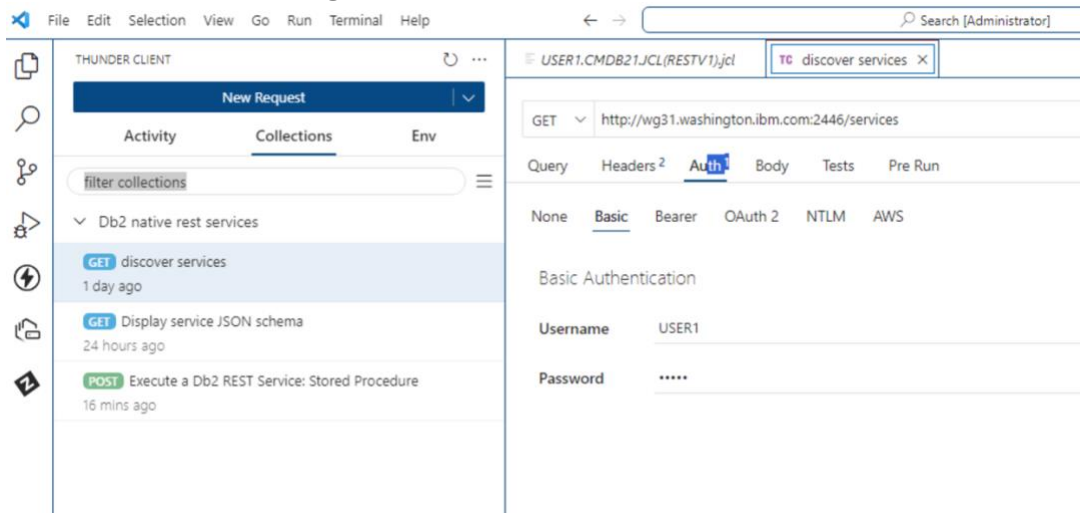 File Edit Selection View Go Run Terminal Help
Search [Administrator]
THUNDER CLIENT
New Request
Activity Collections Env
filter collections
Db2 native rest services
GET discover services
1 day ago
GET Display service JSON schema
24 hours ago
POST Execute a Db2 REST Service: Stored Procedure
16 mins ago
USER1.CMDB21.JCL(RESTV1).jcl TC discover services
GET http://wg31.washington.ibm.com:2446/services
Query Headers 2 Auth 1 Body Tests Pre Run
None Basic Bearer OAuth 2 NTLM AWS
Basic Authentication
Username USER1
Password •••••